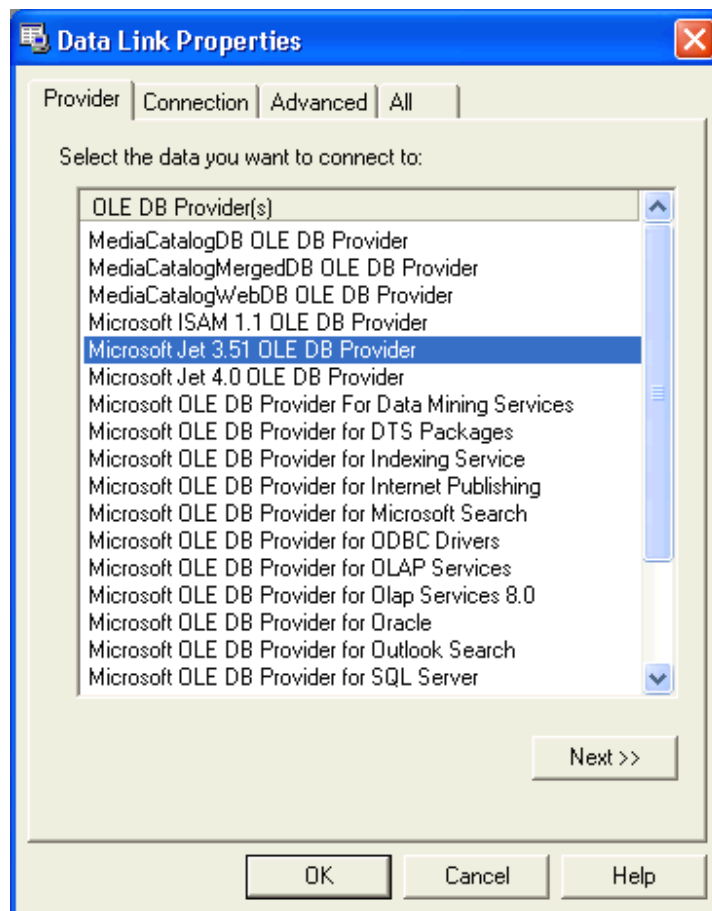 Data Link Properties
Provider Connection Advanced All
Select the data you want to connect to:
OLE DB Provider(s)
MediaCatalogDB OLE DB Provider
MediaCatalogMergedDB OLE DB Provider
MediaCatalogWebDB OLE DB Provider
Microsoft ISAM 1.1 OLE DB Provider
Microsoft Jet 3.51 OLE DB Provider
Microsoft Jet 4.0 OLE DB Provider
Microsoft OLE DB Provider For Data Mining Services
Microsoft OLE DB Provider for DTS Packages
Microsoft OLE DB Provider for Indexing Service
Microsoft OLE DB Provider for Internet Publishing
Microsoft OLE DB Provider for Microsoft Search
Microsoft OLE DB Provider for ODBC Drivers
Microsoft OLE DB Provider for OLAP Services
Microsoft OLE DB Provider for Olap Services 8.0
Microsoft OLE DB Provider for Oracle
Microsoft OLE DB Provider for Outlook Search
Microsoft OLE DB Provider for SQL Server
Next >>
OK Cancel Help